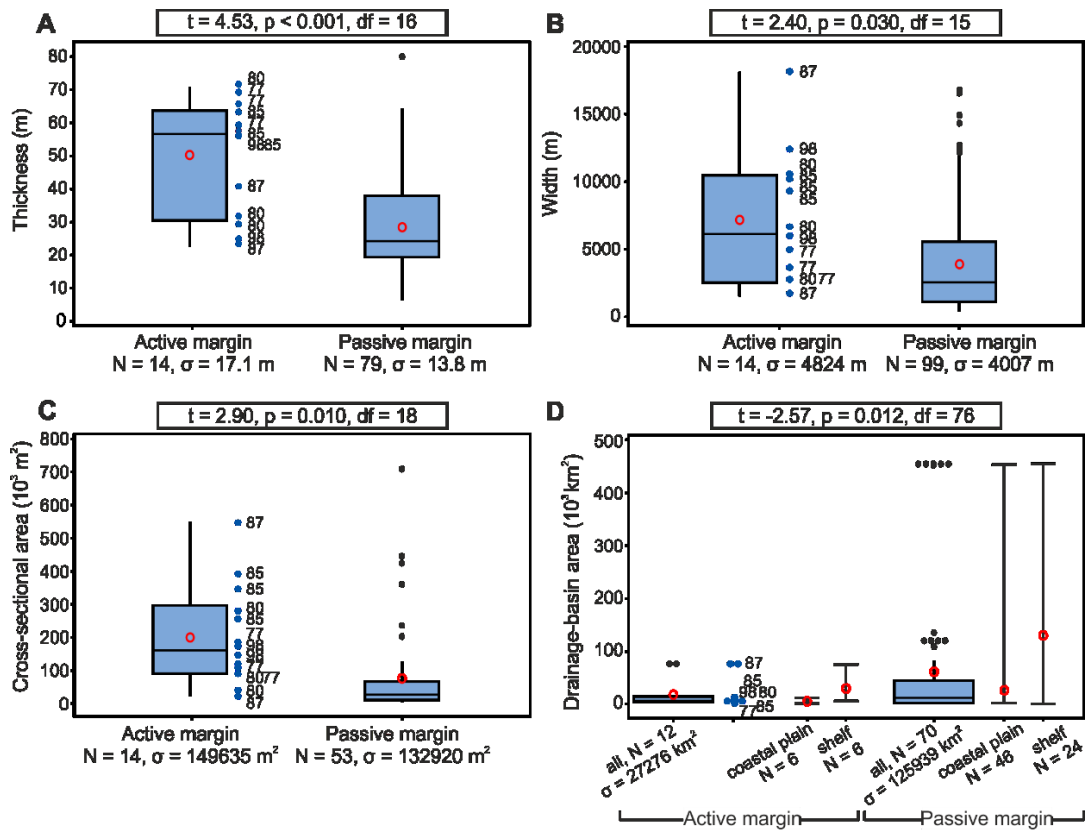 A
t = 4.53, p < 0.001, df = 16
Thickness (m)
80
70
60
50
40
30
20
10
0
80
77
77
85
77
85
9885
87
80
80
98
87
Active margin
N = 14, σ = 17.1 m
Passive margin
N = 79, σ = 13.8 m
B
t = 2.40, p = 0.030, df = 15
Width (m)
20000
15000
10000
5000
0
87
98
80
85
85
85
80
98
98
77
77
8077
87
Active margin
N = 14, σ = 4824 m
Passive margin
N = 99, σ = 4007 m
C
t = 2.90, p = 0.010, df = 18
Cross-sectional area (10³ m²)
800
700
600
500
400
300
200
100
0
87
85
85
80
85
77
98
98
77
8077
80
87
Active margin
N = 14, σ = 149635 m²
Passive margin
N = 53, σ = 132920 m²
D
t = −2.57, p = 0.012, df = 76
Drainage-basin area (10³ km²)
500
400
300
200
100
0
87
85
9880
85
77
all, N = 12
σ = 27276 km²
coastal plain
N = 6
shelf
N = 6
all, N = 70
σ = 125939 km²
coastal plain
N = 46
shelf
N = 24
Active margin
Passive margin